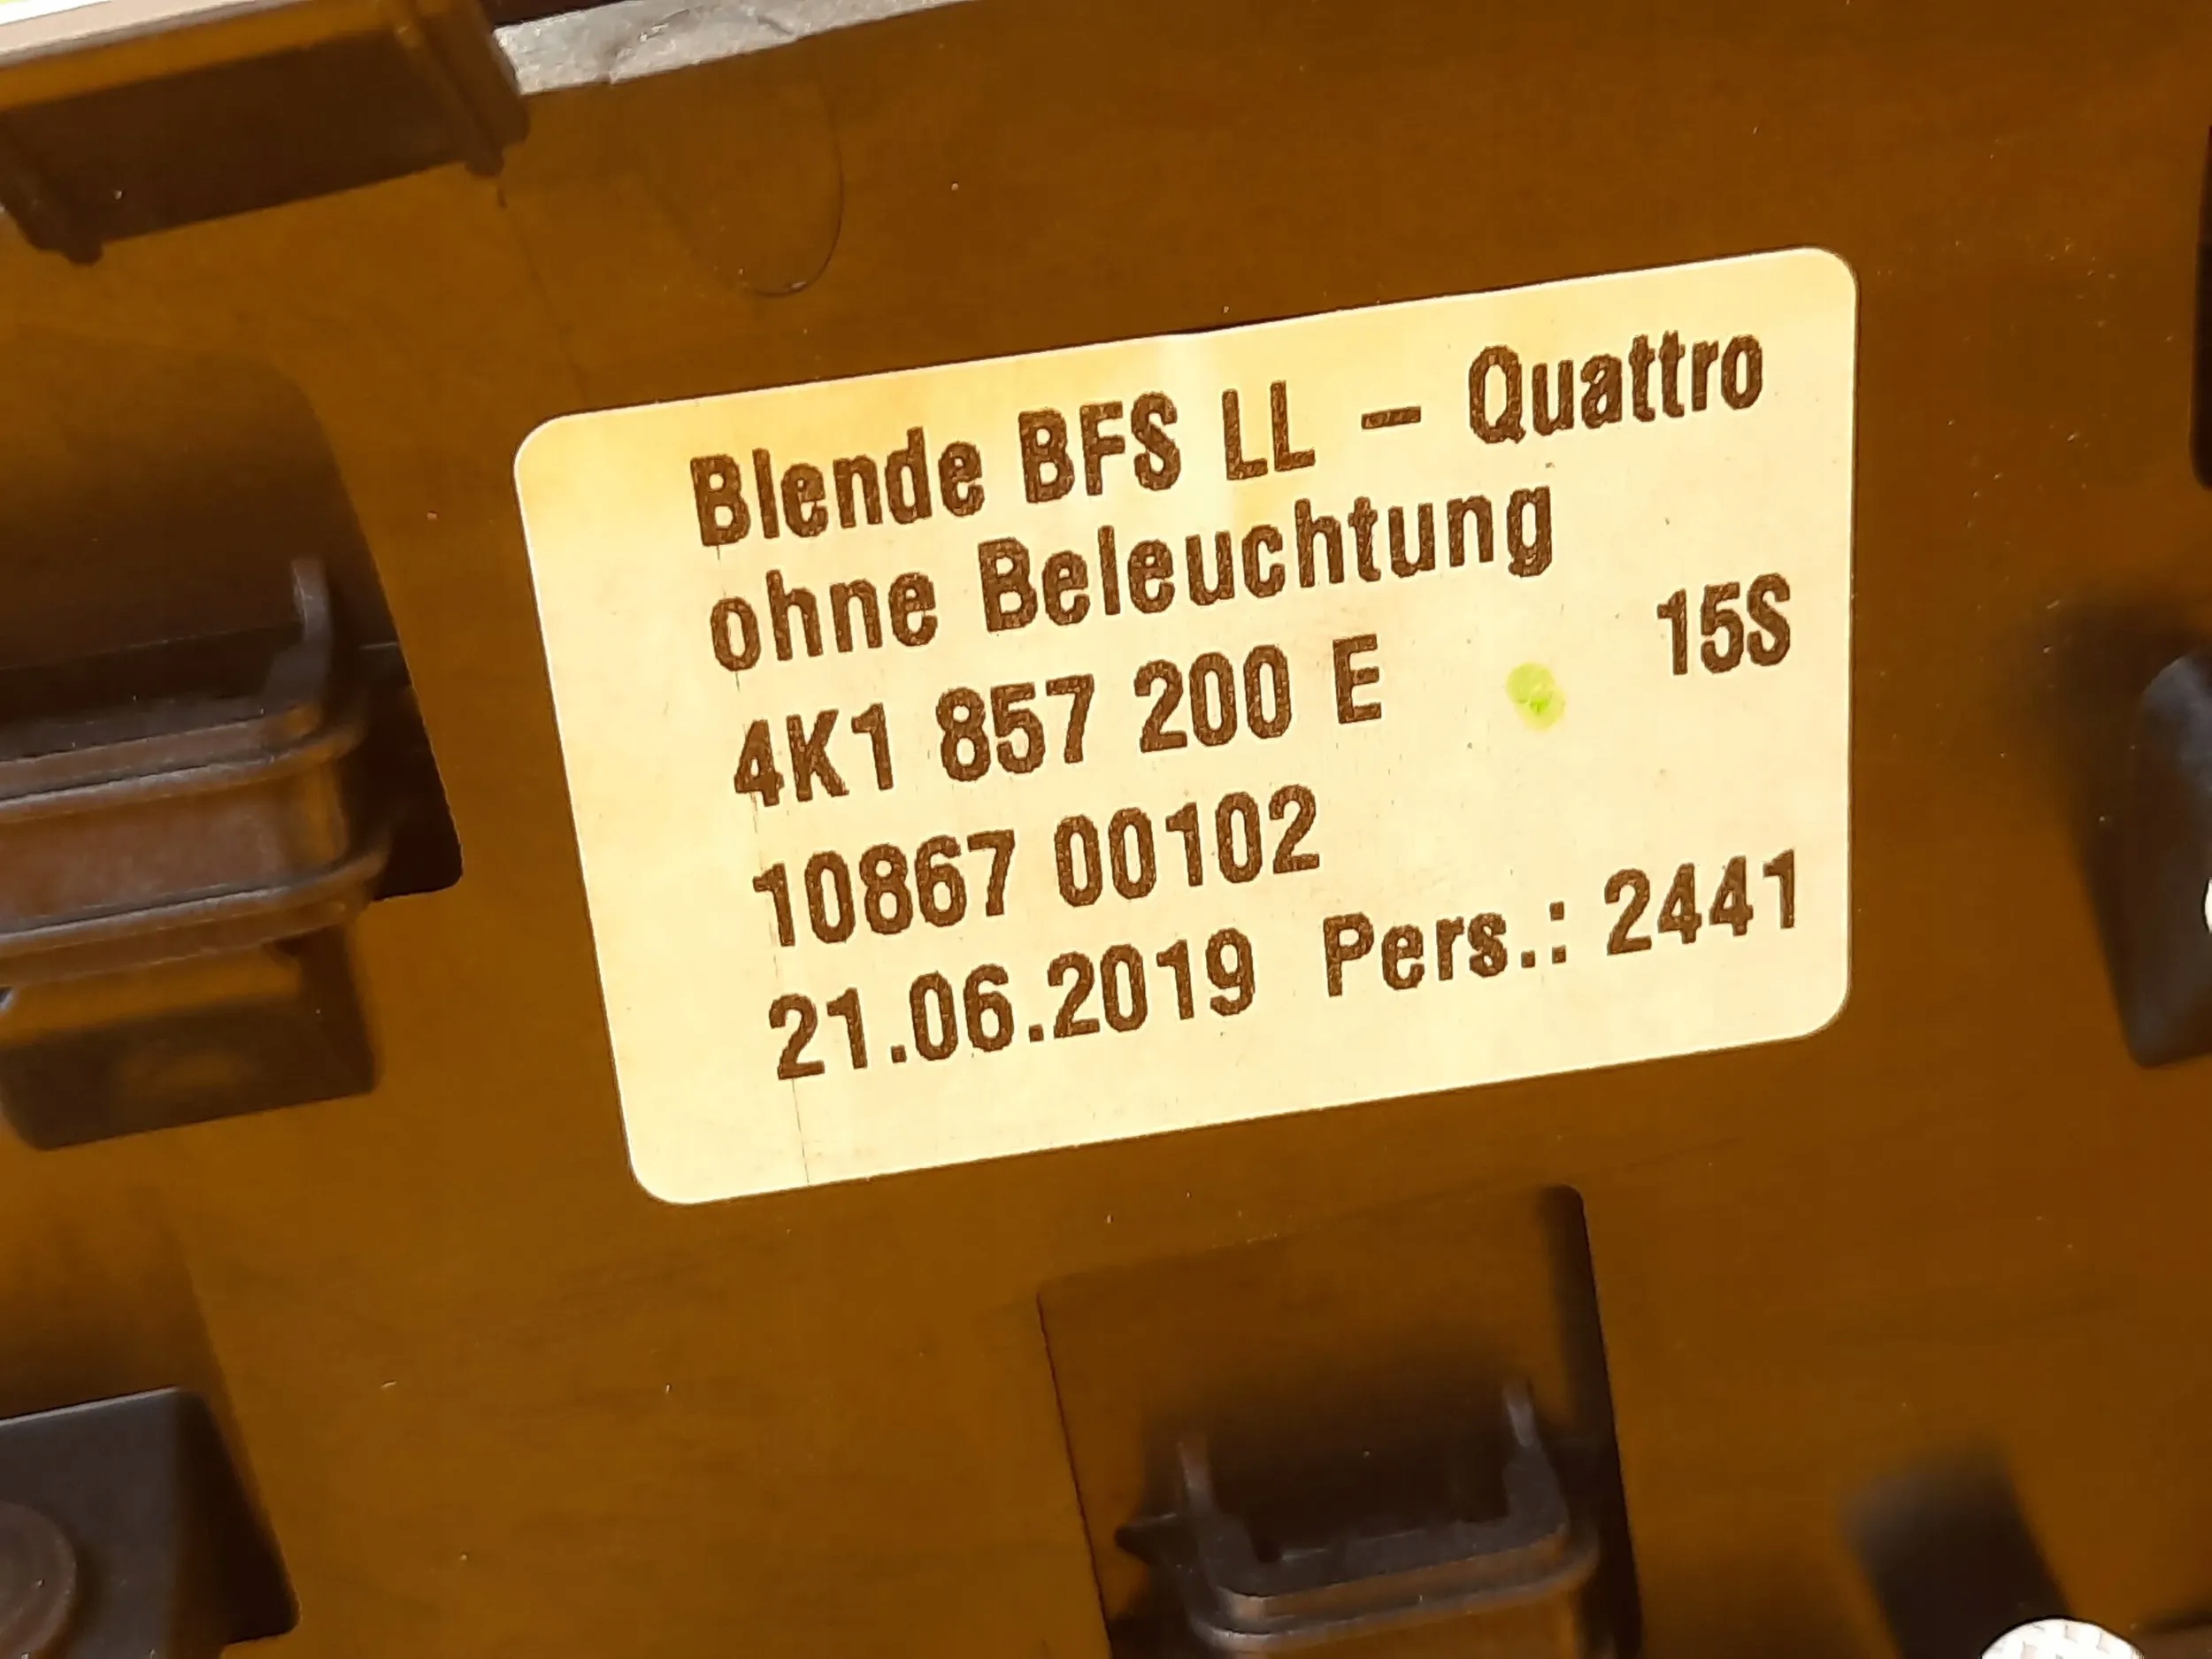 Blende BFS LL – Quattro
ohne Beleuchtung
4K1 857 200 E 15S
10867 00102
21.06.2019 Pers.: 2441